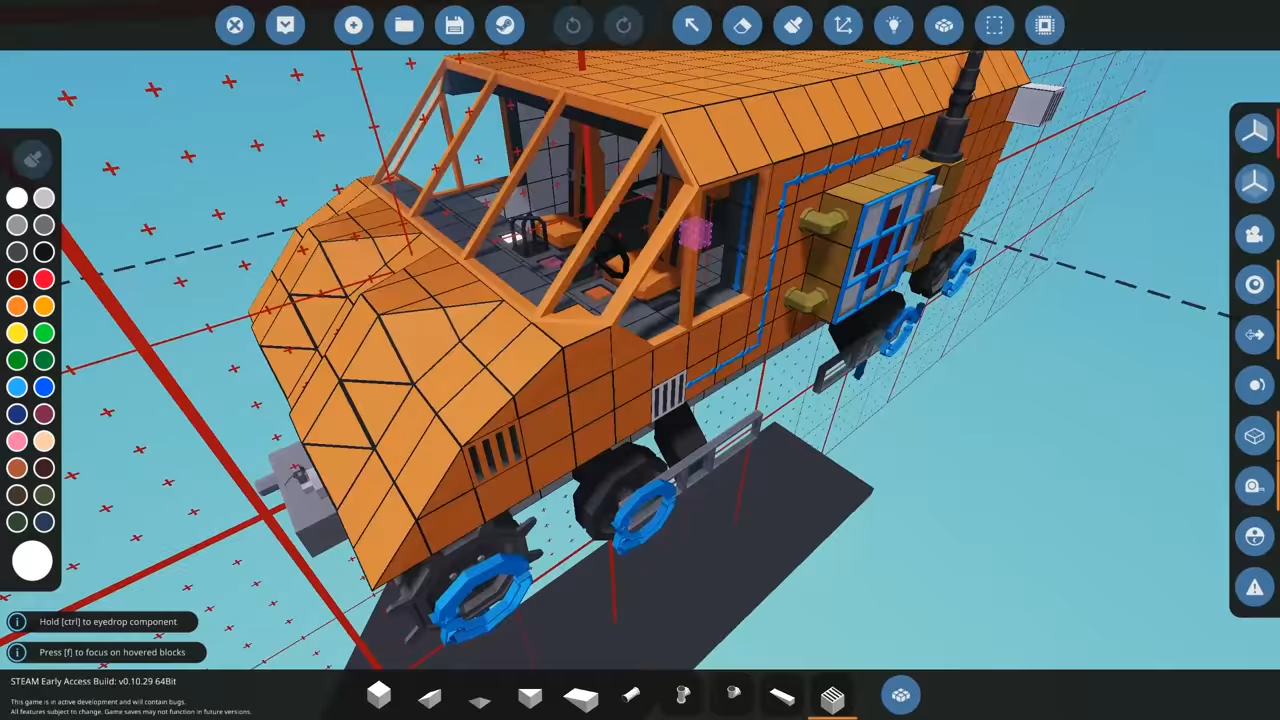 Hold [ctrl] to eyedrop component
Press [f] to focus on hovered blocks
STEAM Early Access Build: v0.10.29 64Bit
This game is in active development and will contain bugs.
All features subject to change. Game saves may not function in future versions.